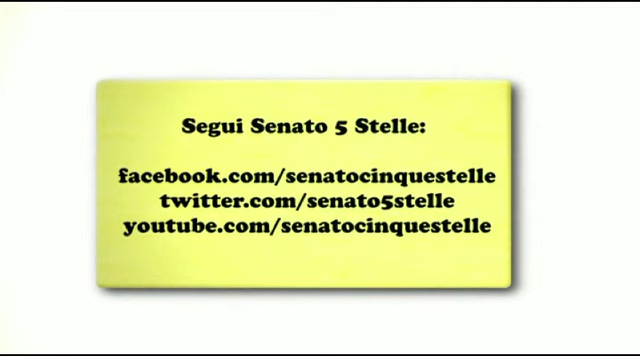 Segui Senato 5 Stelle:
facebook.com/senatocinquestelle
twitter.com/senato5stelle
youtube.com/senatocinquestelle